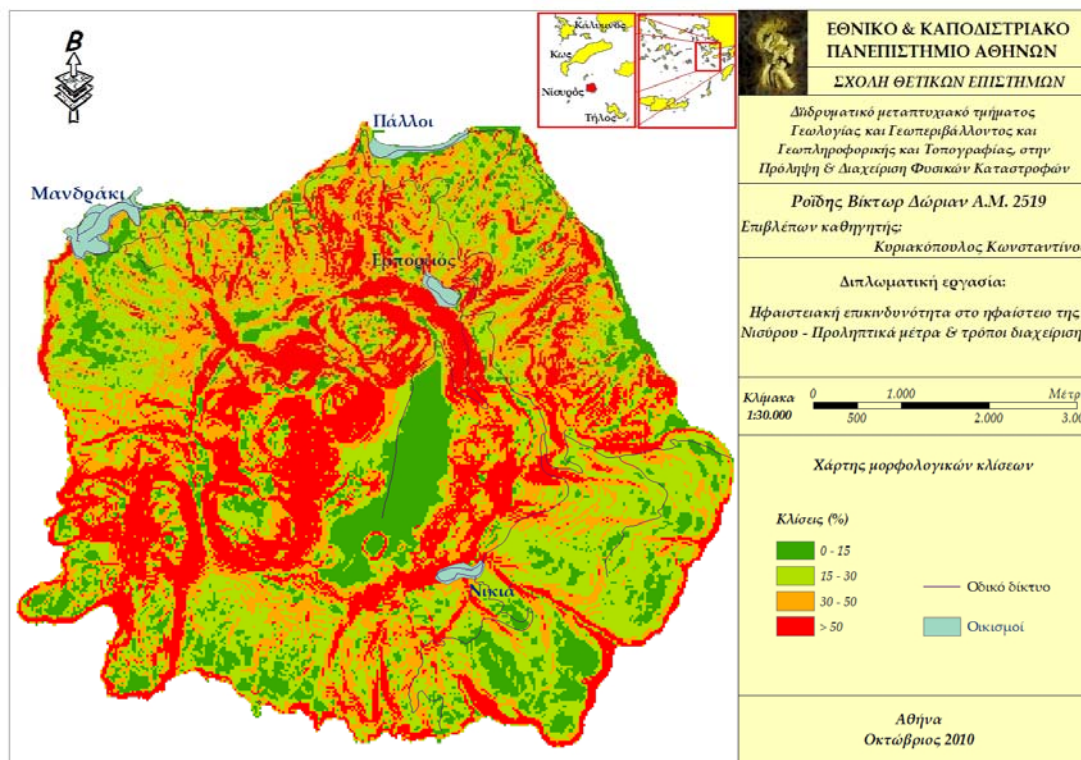 Β
Κάλυμνος
Κως
Νίσυρός
Τήλος
Πάλλοι
Μανδράκι
Εμπορειός
Νικιά
ΕΘΝΙΚΟ & ΚΑΠΟΔΙΣΤΡΙΑΚΟ
ΠΑΝΕΠΙΣΤΗΜΙΟ ΑΘΗΝΩΝ
ΣΧΟΛΗ ΘΕΤΙΚΩΝ ΕΠΙΣΤΗΜΩΝ
Διϊδρυματικό μεταπτυχιακό τμήματος
Γεωλογίας και Γεωπεριβάλλοντος και
Γεωπληροφορικής και Τοπογραφίας, στην
Πρόληψη & Διαχείριση Φυσικών Καταστροφών
Ροΐδης Βίκτωρ Δώριαν Α.Μ. 2519
Επιβλέπων καθηγητής:
Κυριακόπουλος Κωνσταντίνο
Διπλωματική εργασία:
Ηφαιστειακή επικινδυνότητα στο ηφαίστειο της
Νισύρου - Προληπτικά μέτρα & τρόποι διαχείριση
Κλίμακα
1:30.000
0 1.000 Μέτρ
500 2.000 3.00
Χάρτης μορφολογικών κλίσεων
Κλίσεις (%)
0 - 15
15 - 30
30 - 50
> 50
Οδικό δίκτυο
Οικισμοί
Αθήνα
Οκτώβριος 2010